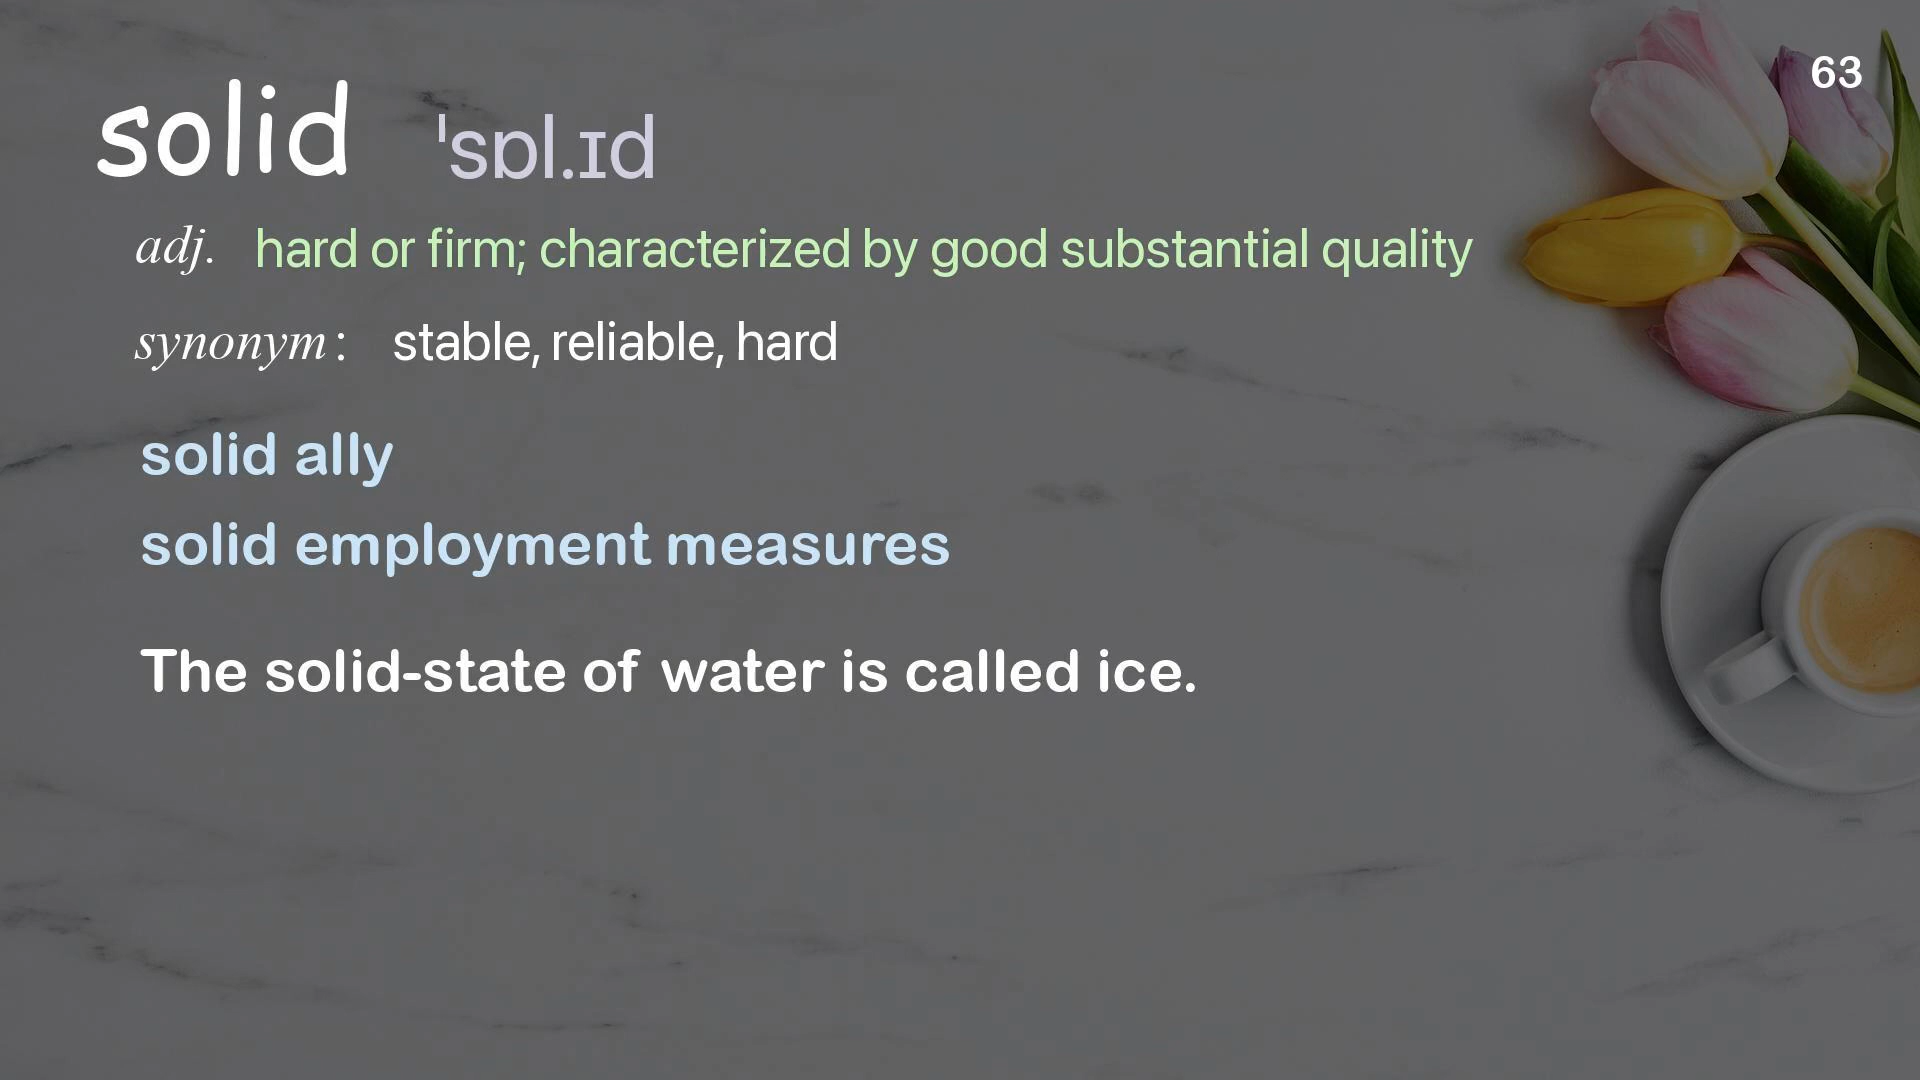 63
solid ˈsɒl.ɪd
adj. hard or firm; characterized by good substantial quality
synonym : stable, reliable, hard
solid ally
solid employment measures
The solid-state of water is called ice.